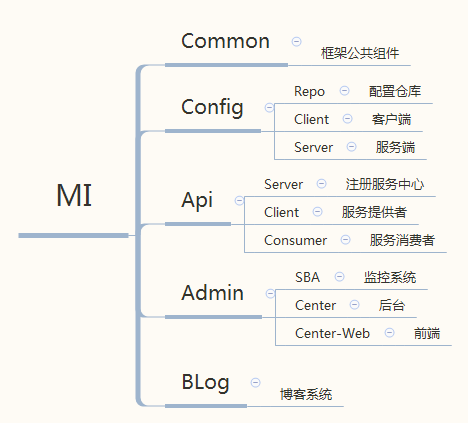 MI
Common
框架公共组件
Config
Repo 配置仓库
Client 客户端
Server 服务端
Api
Server 注册服务中心
Client 服务提供者
Consumer 服务消费者
Admin
SBA 监控系统
Center 后台
Center-Web 前端
BLog
博客系统